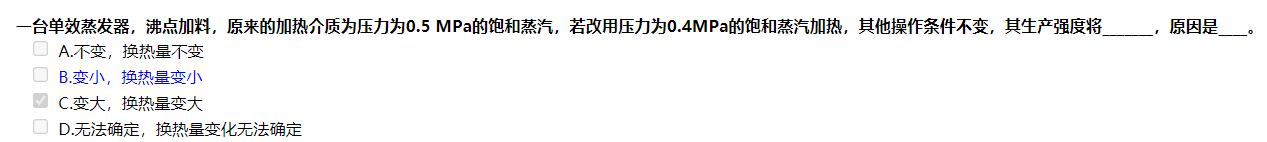 一台单效蒸发器，沸点加料，原来的加热介质为压力为0.5 MPa的饱和蒸汽，若改用压力为0.4MPa的饱和蒸汽加热，其他操作条件不变，其生产强度将______，原因是____。
A.不变，换热量不变
B.变小，换热量变小
C.变大，换热量变大
D.无法确定，换热量变化无法确定